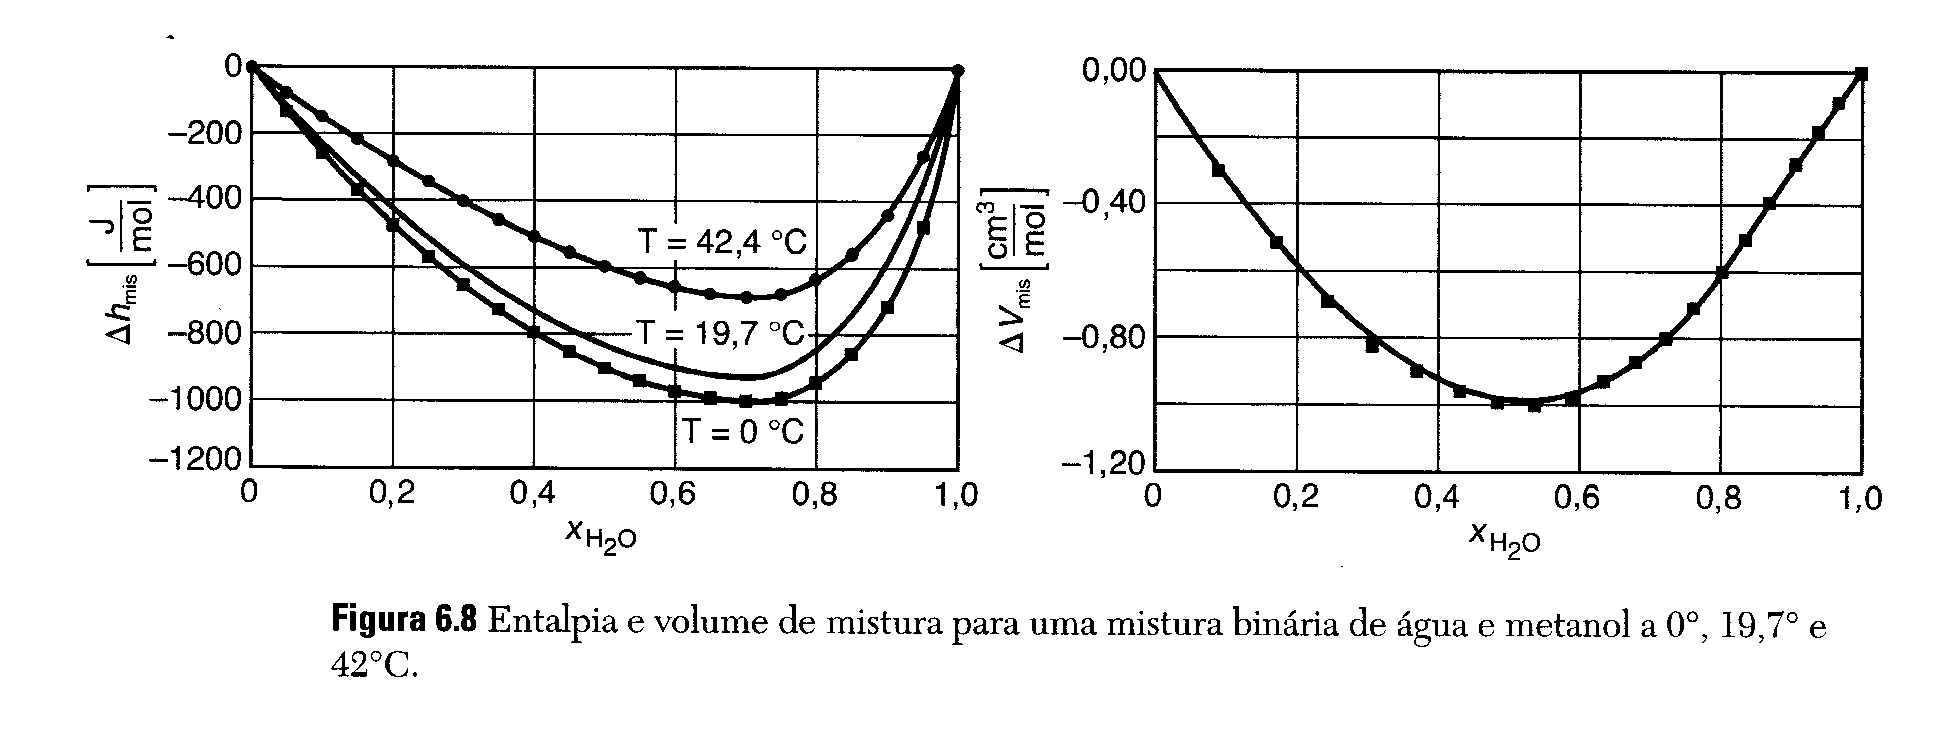 0
−200
−400
−600
−800
−1000
−1200
Δh_mis [J/mol]
T = 42,4 °C
T = 19,7 °C
T = 0 °C
0 0,2 0,4 0,6 0,8 1,0
x_H₂O
0,00
−0,40
−0,80
−1,20
ΔV_mis [cm³/mol]
0 0,2 0,4 0,6 0,8 1,0
x_H₂O
Figura 6.8 Entalpia e volume de mistura para uma mistura binária de água e metanol a 0°, 19,7° e
42°C.